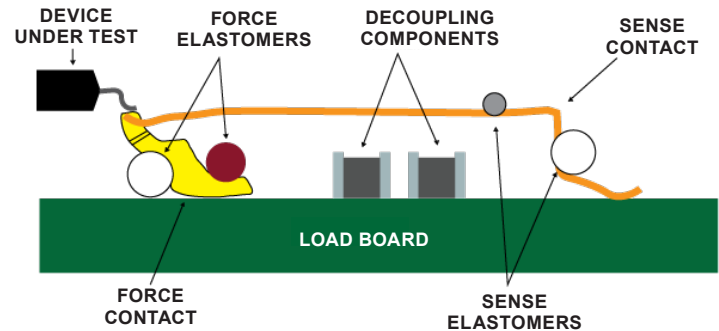 DEVICE
UNDER TEST
FORCE
ELASTOMERS
DECOUPLING
COMPONENTS
SENSE
CONTACT
LOAD BOARD
FORCE
CONTACT
SENSE
ELASTOMERS